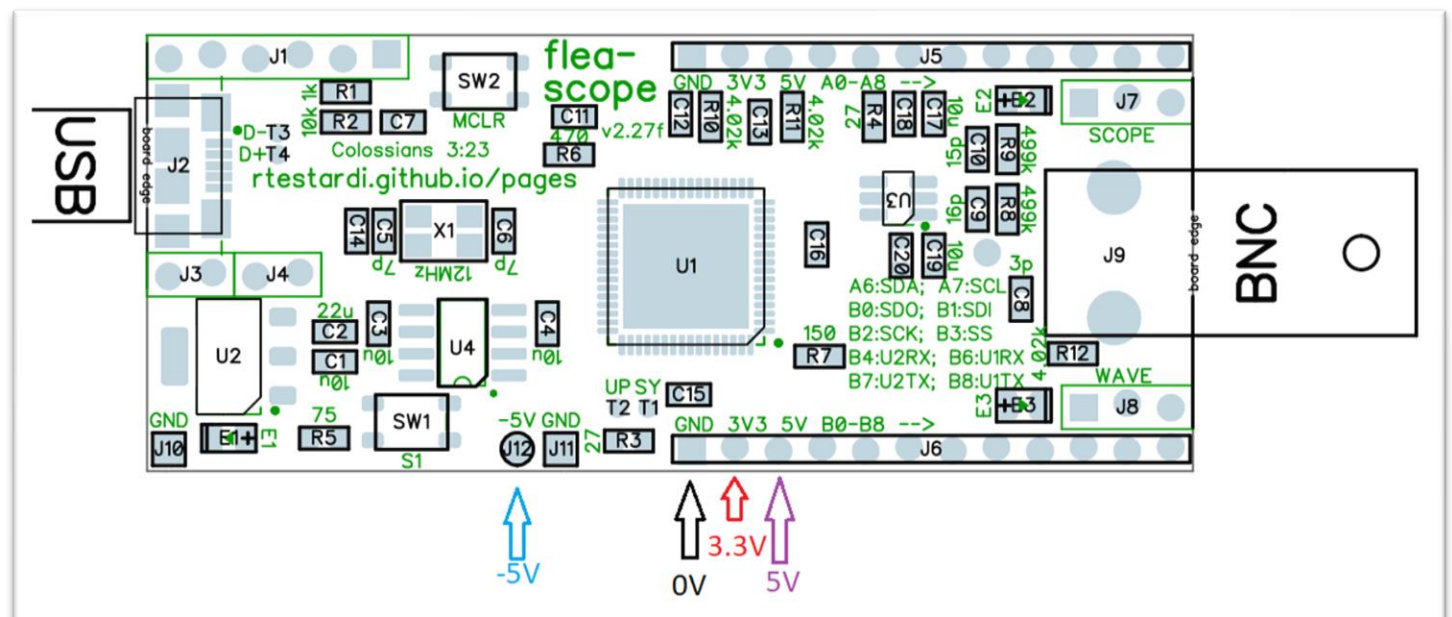 J1
SW2
MCLR
flea-
scope
v2.27f
J5
GND 3V3 5V A0-A8 -->
USB
board edge
J2
D-T3
D+T4
1k
R1
10k
R2
C7
Colossians 3:23
rtestardi.github.io/pages
C11
470
R6
C12
R10
4.02k
C13
R11
4.02k
27
R4
C18
C17
10u
E2
+E2
J7
SCOPE
15p
C10
R9
496k
16p
C9
R8
496k
U3
C14
C5
7p
X1
12MHz
C6
7p
U1
C16
C20
C19
10u
3p
C8
J9
board edge
BNC
J3
J4
U2
22u
C2
C1
10u
C3
10u
U4
C4
10u
A6:SDA; A7:SCL
B0:SDO; B1:SDI
B2:SCK; B3:SS
B4:U2RX; B6:U1RX
B7:U2TX; B8:U1TX
150
R7
4.02k
R12
WAVE
E3
+E3
J8
UP SY
T2 T1
C15
GND
J10
E1+
E1
75
R5
SW1
S1
-5V GND
J12
J11
27
R3
GND 3V3 5V B0-B8 -->
J6
-5V
0V
3.3V
5V